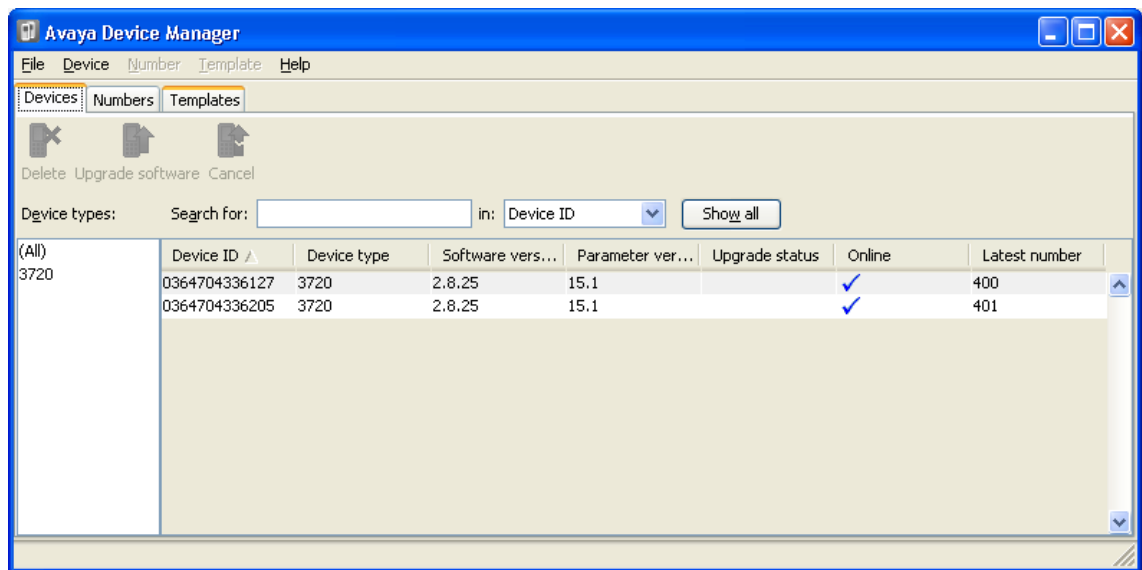 Avaya Device Manager
File Device Number Template Help
Devices Numbers Templates
Delete Upgrade software Cancel
Device types: Search for: in: Device ID Show all
(All)
3720
Device ID Device type Software vers... Parameter ver... Upgrade status Online Latest number
0364704336127 3720 2.8.25 15.1 400
0364704336205 3720 2.8.25 15.1 401